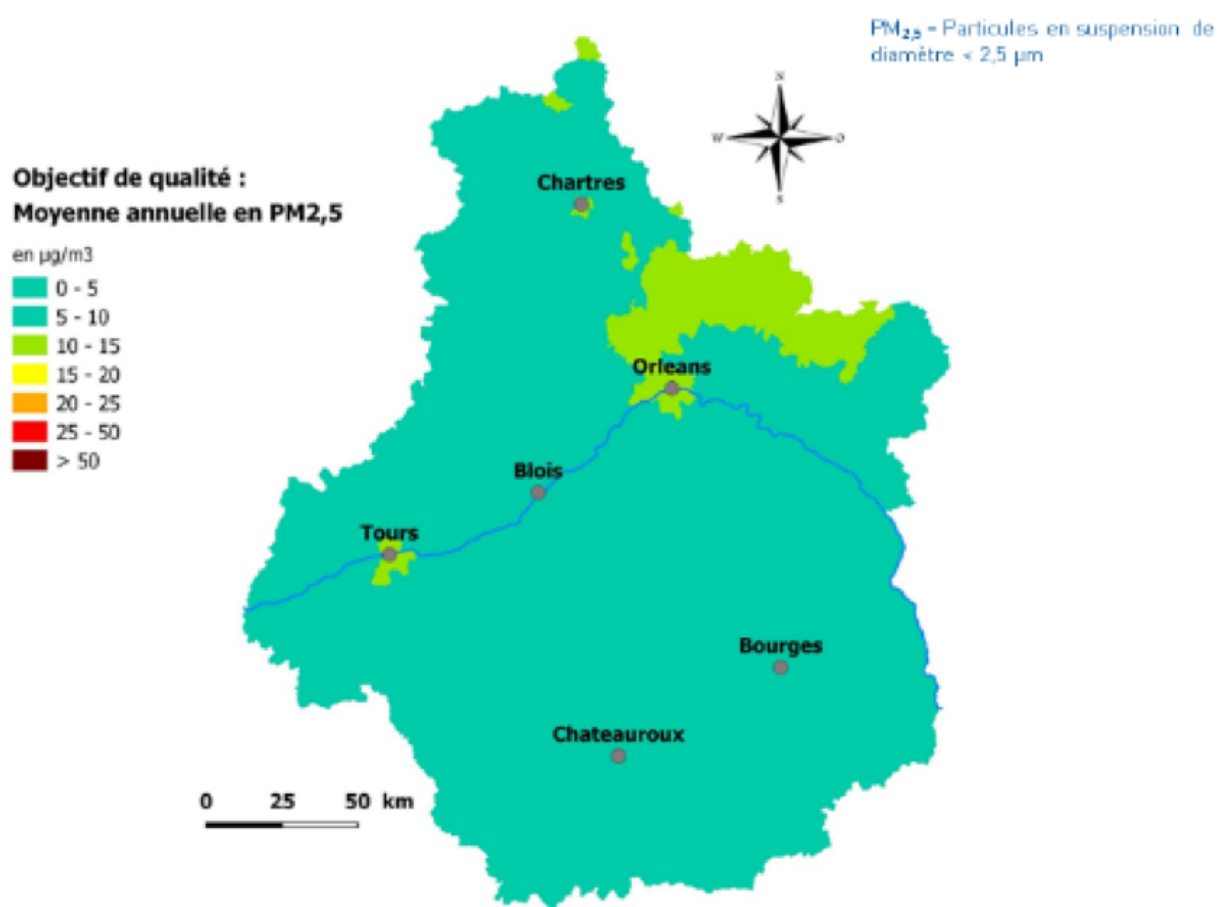 PM2,5 - Particules en suspension de
diamètre < 2,5 µm
N
W
O
S
Objectif de qualité :
Moyenne annuelle en PM2,5
en µg/m3
0 - 5
5 - 10
10 - 15
15 - 20
20 - 25
25 - 50
> 50
Chartres
Orleans
Blois
Tours
Bourges
Chateauroux
0 25 50 km